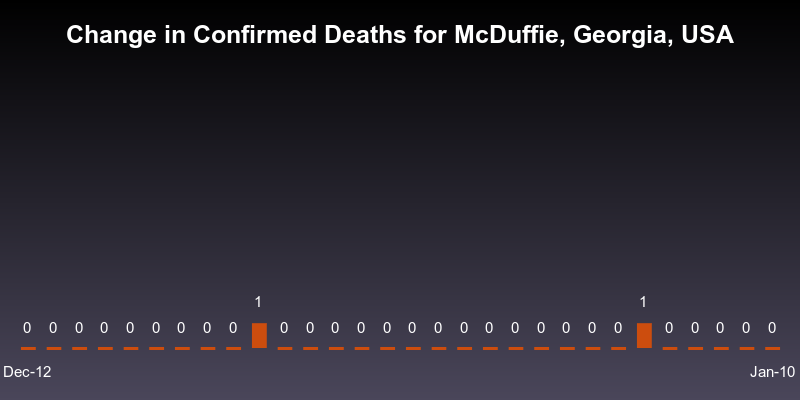 Change in Confirmed Deaths for McDuffie, Georgia, USA
1 1
0 0 0 0 0 0 0 0 0 0 0 0 0 0 0 0 0 0 0 0 0 0 0 0 0 0 0 0
Dec-12 Jan-10